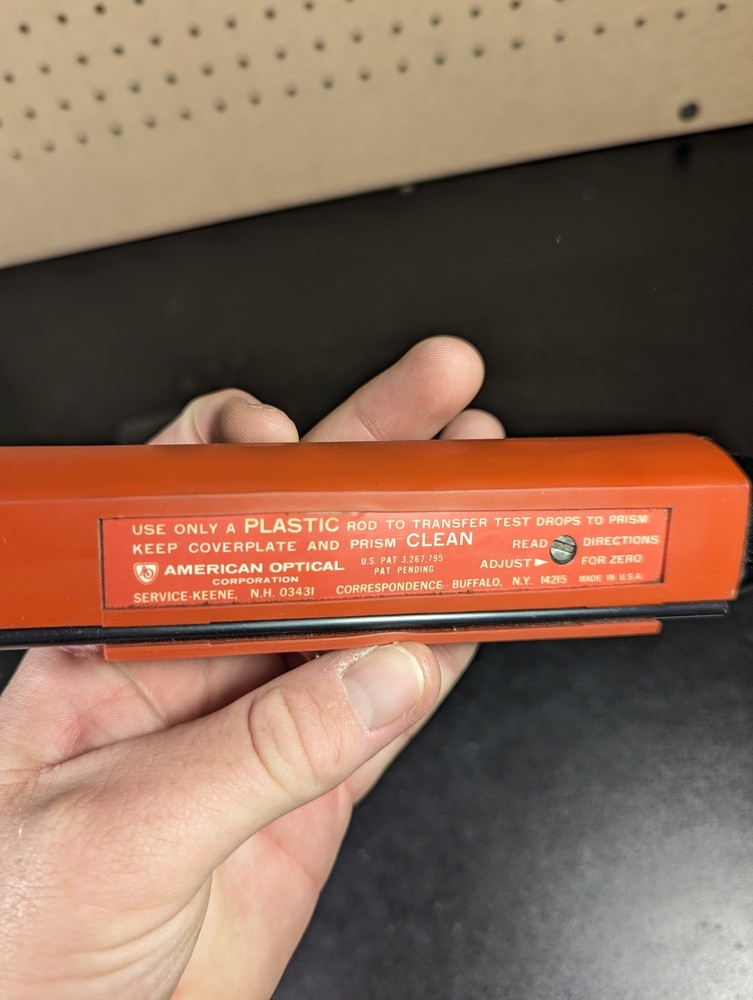 USE ONLY A PLASTIC ROD TO TRANSFER TEST DROPS TO PRISM
KEEP COVERPLATE AND PRISM CLEAN
AO AMERICAN OPTICAL
CORPORATION
SERVICE-KEENE, N.H. 03431
U.S. PAT 3,267,795
PAT. PENDING
CORRESPONDENCE- BUFFALO, N.Y. 14215
READ DIRECTIONS
ADJUST ► FOR ZERO
MADE IN U.S.A.